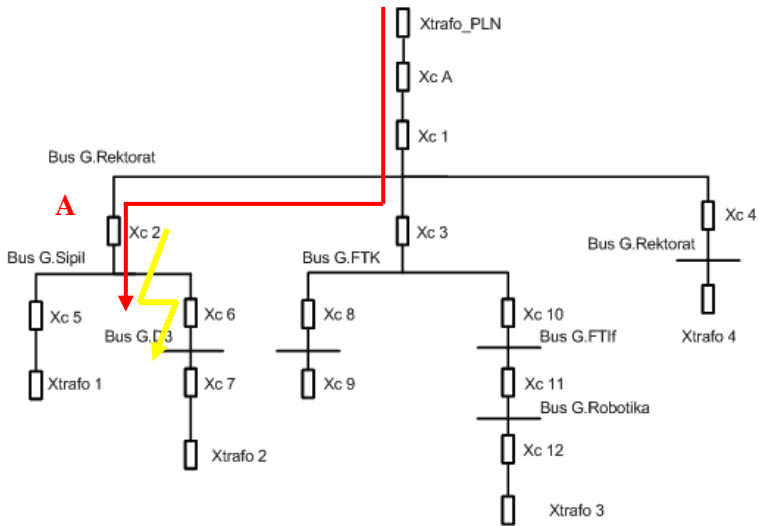 Xtrafo_PLN
Xc A
Xc 1
Bus G.Rektorat
A
Xc 2
Xc 3
Xc 4
Bus G.Sipil
Bus G.FTK
Bus G.Rektorat
Xc 5
Xc 6
Xc 8
Xc 10
Bus G.D3
Bus G.FTIf
Xtrafo 4
Xtrafo 1
Xc 7
Xc 9
Xc 11
Bus G.Robotika
Xc 12
Xtrafo 2
Xtrafo 3